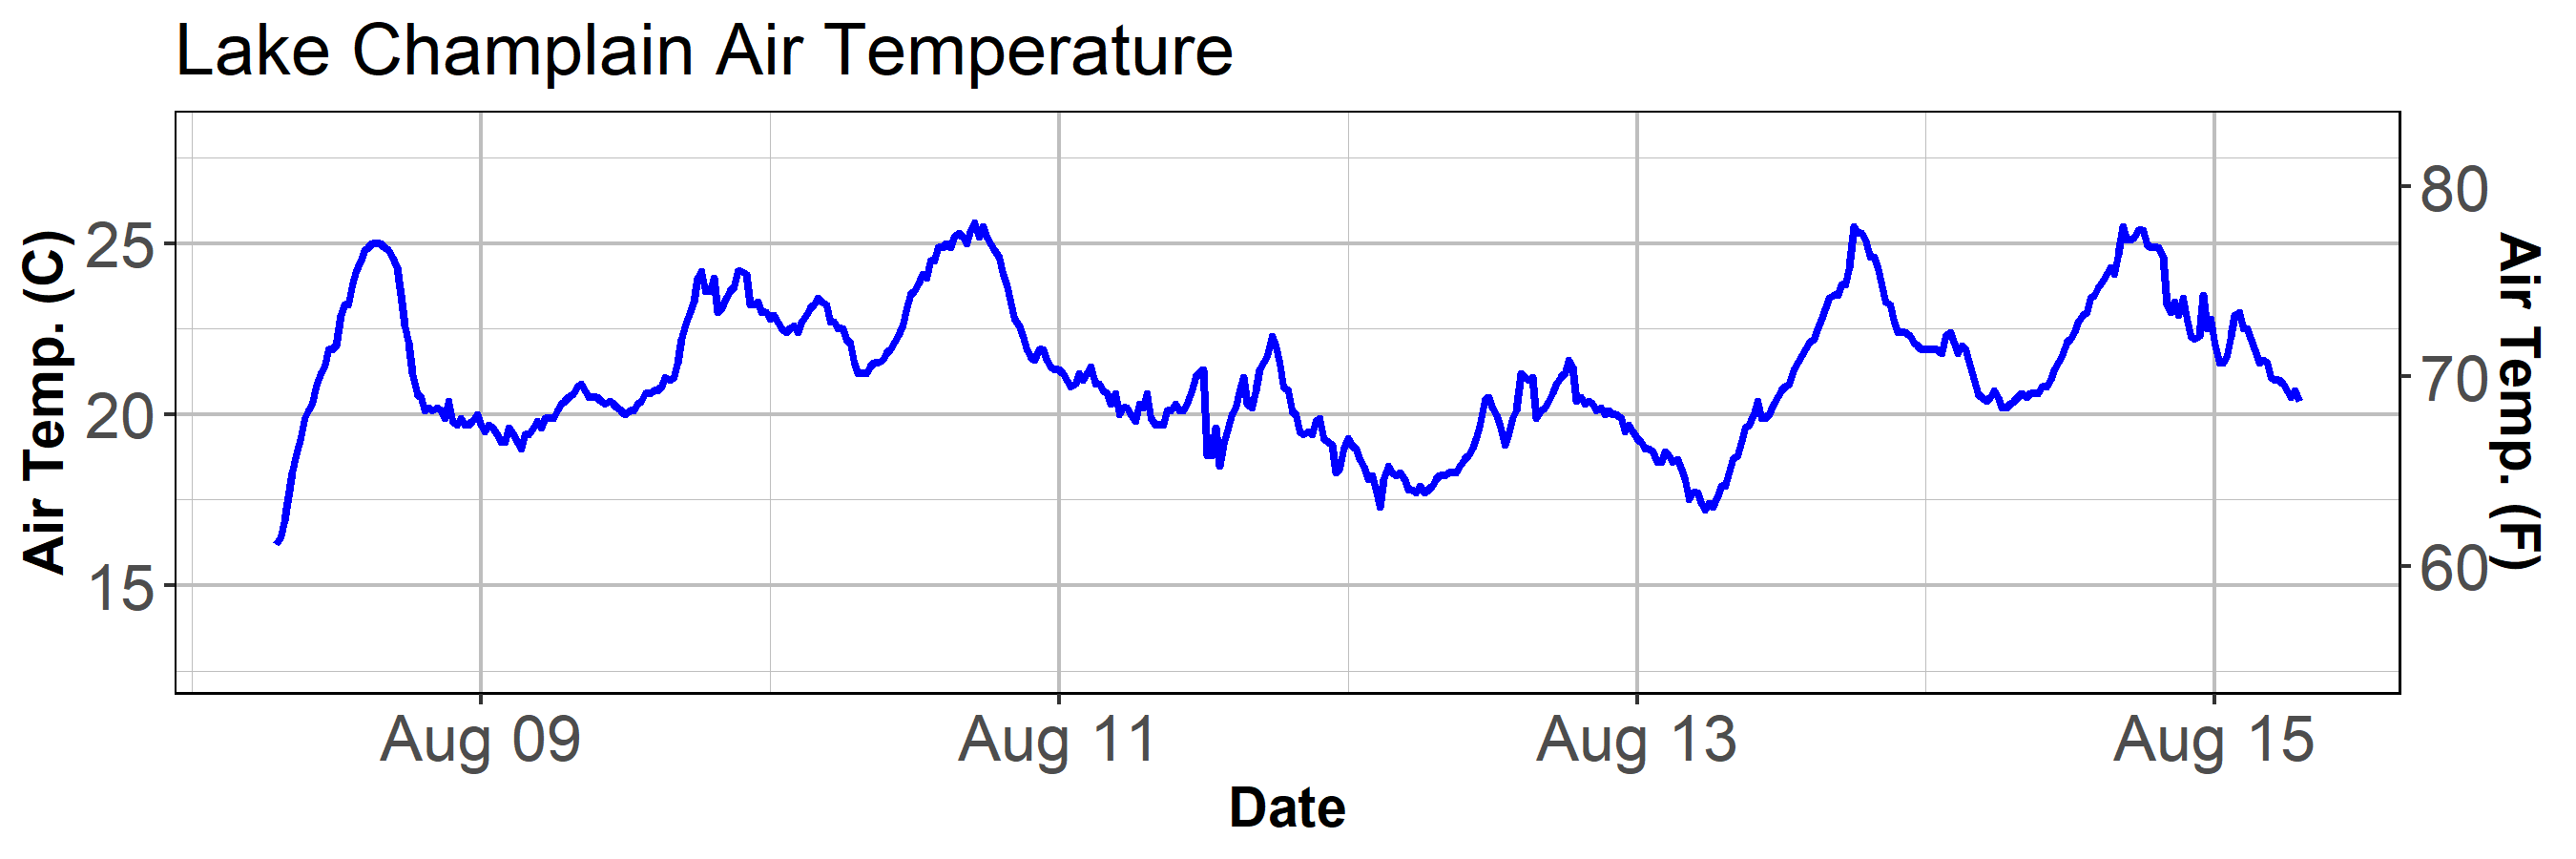 Lake Champlain Air Temperature
Air Temp. (C)
25
20
15
80
70
60
Air Temp. (F)
Aug 09 Aug 11 Aug 13 Aug 15
Date